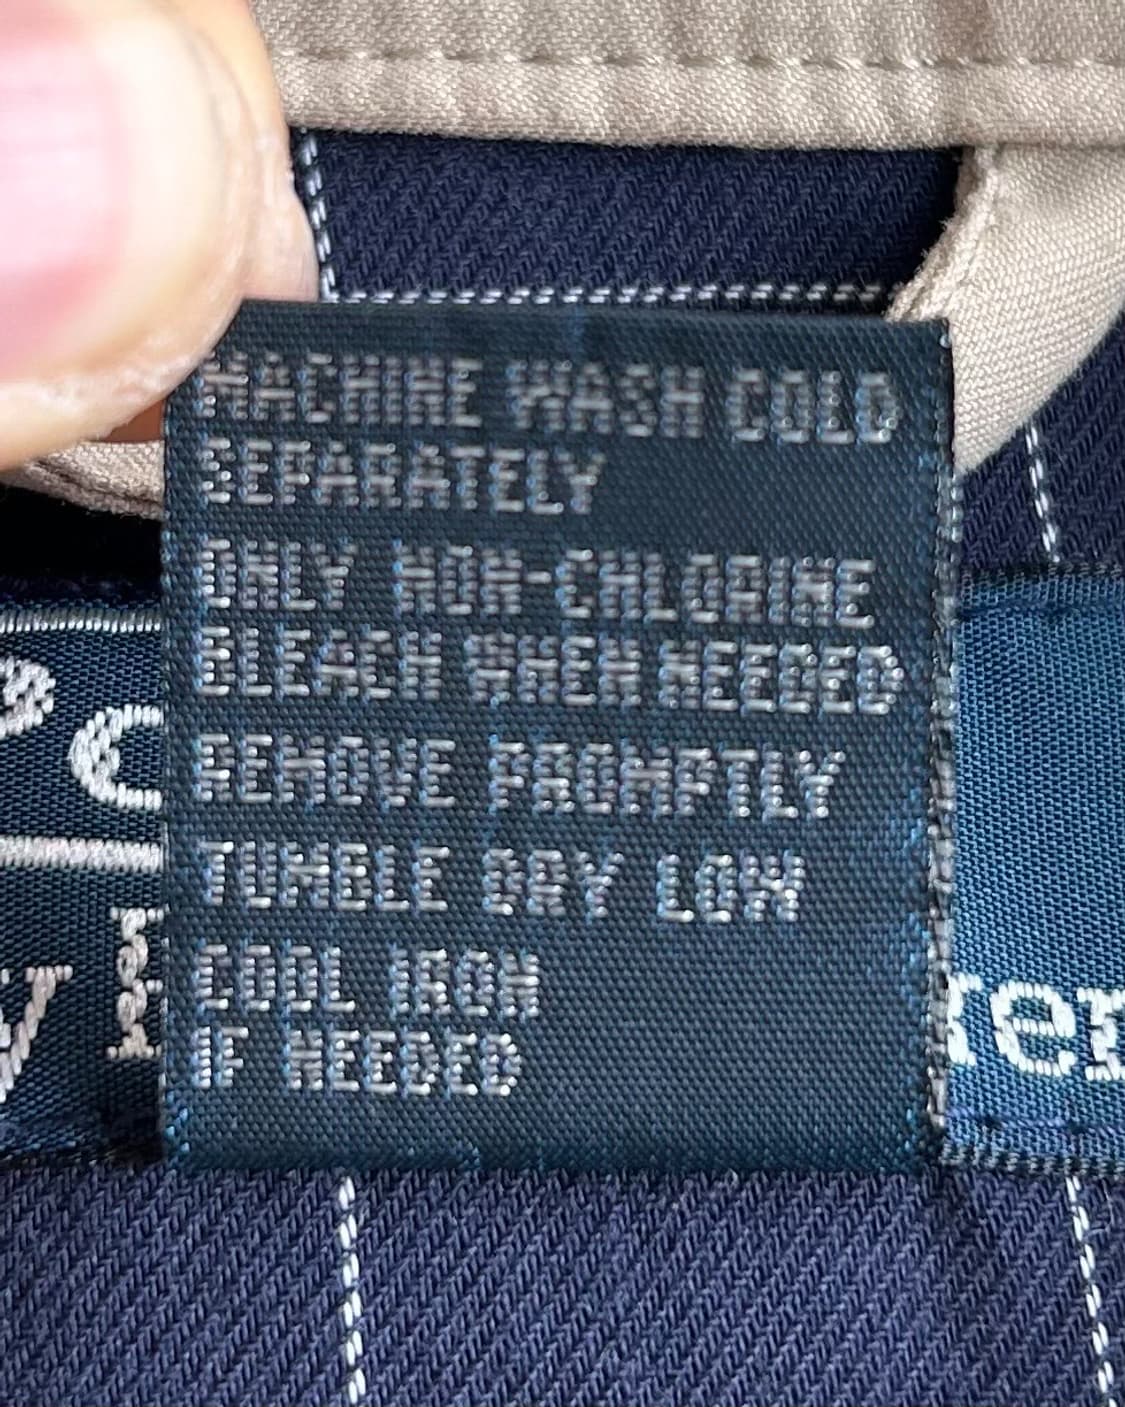 MACHINE WASH COLD
SEPARATELY
ONLY NON-CHLORINE
BLEACH WHEN NEEDED
REMOVE PROMPTLY
TUMBLE DRY LOW
COOL IRON
IF NEEDED